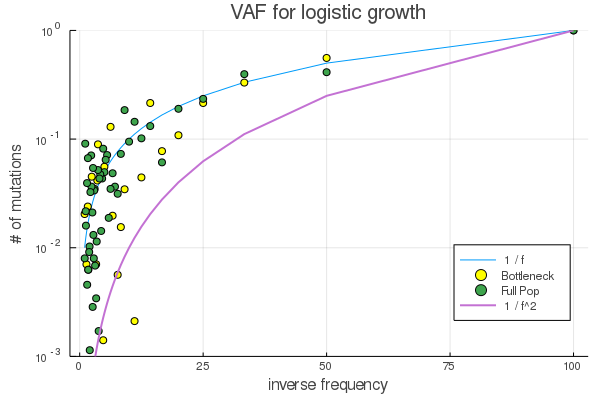 VAF for logistic growth
# of mutations
10^0
10^-1
10^-2
10^-3
0
25
50
75
100
inverse frequency
1 / f
Bottleneck
Full Pop
1 / f^2